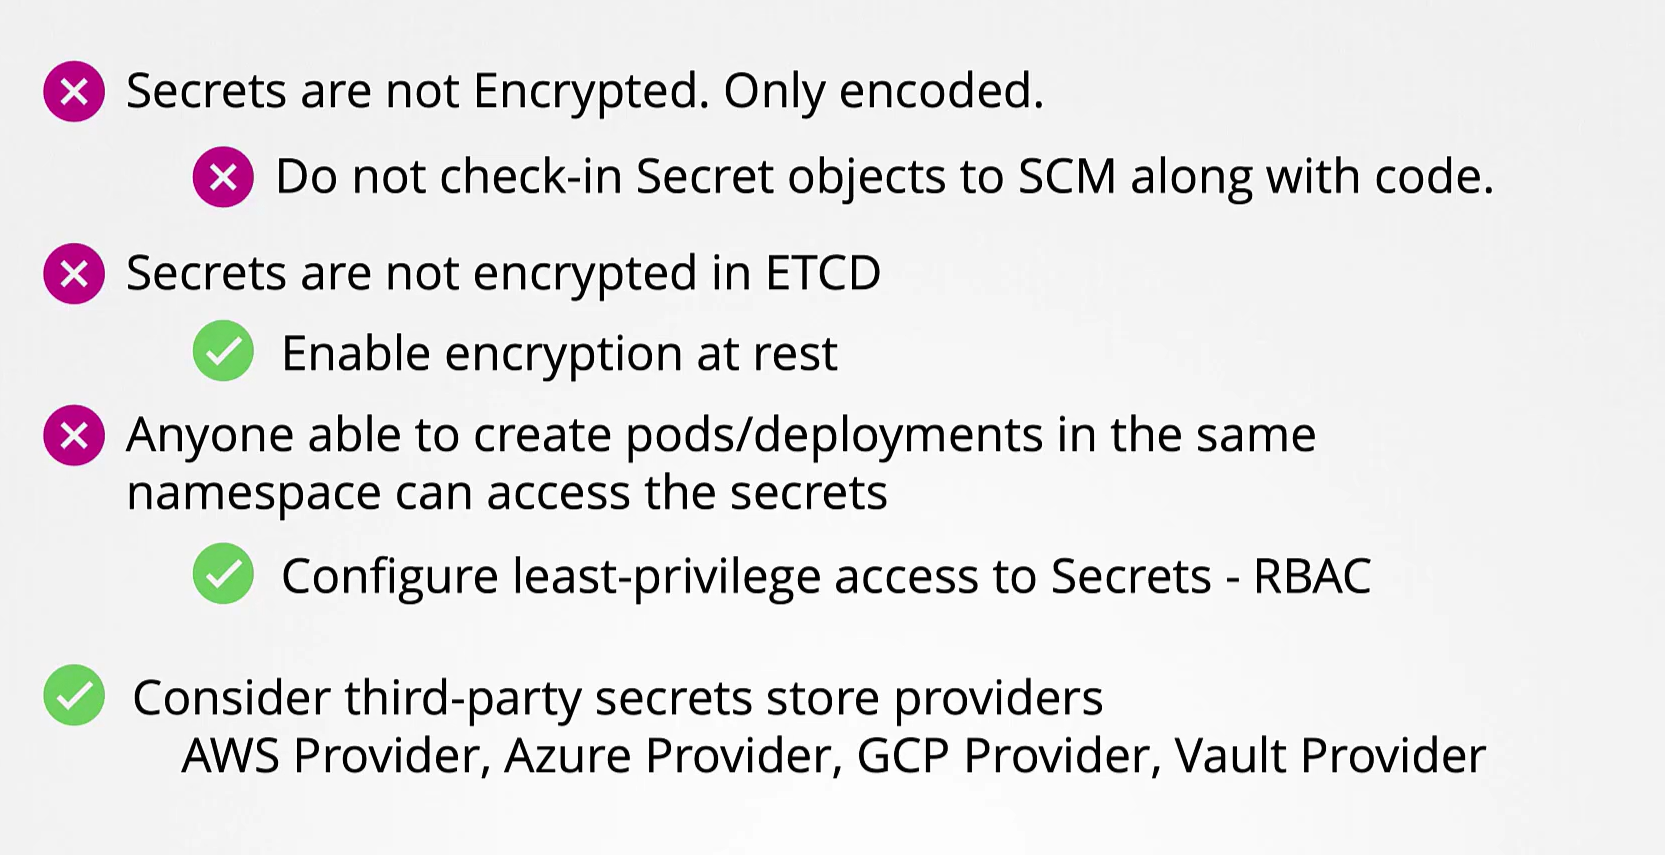 Secrets are not Encrypted. Only encoded.
Do not check-in Secret objects to SCM along with code.
Secrets are not encrypted in ETCD
Enable encryption at rest
Anyone able to create pods/deployments in the same
namespace can access the secrets
Configure least-privilege access to Secrets - RBAC
Consider third-party secrets store providers
AWS Provider, Azure Provider, GCP Provider, Vault Provider